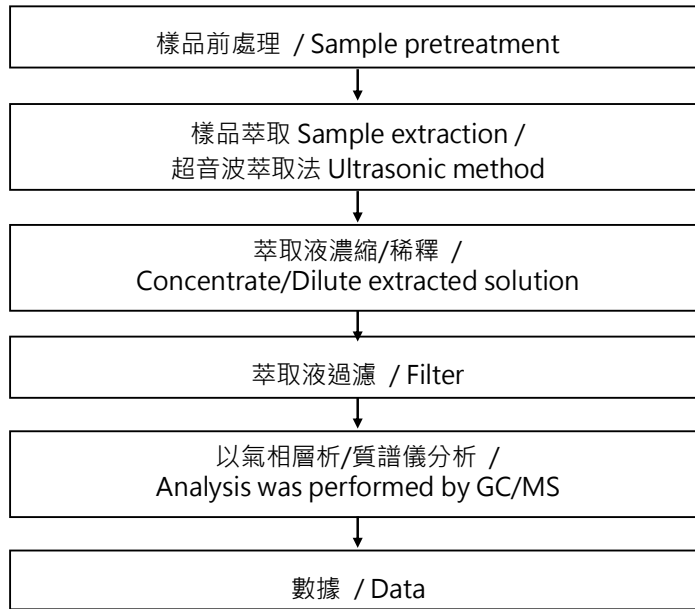 樣品前處理 / Sample pretreatment
樣品萃取 Sample extraction /
超音波萃取法 Ultrasonic method
萃取液濃縮/稀釋 /
Concentrate/Dilute extracted solution
萃取液過濾 / Filter
以氣相層析/質譜儀分析 /
Analysis was performed by GC/MS
數據 / Data